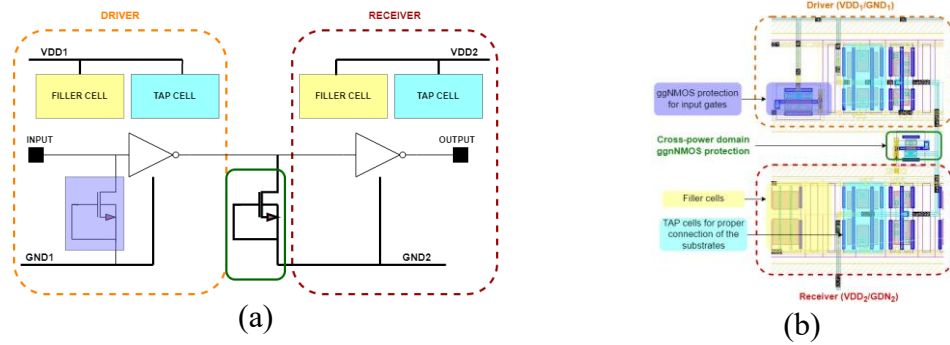 DRIVER
RECEIVER
VDD1
VDD2
FILLER CELL
TAP CELL
FILLER CELL
TAP CELL
INPUT
OUTPUT
GND1
GND2
(a)
Driver (VDD1/GND1)
ggNMOS protection
for input gates
Cross-power domain
ggnNMOS protection
Filler cells
TAP cells for proper
connection of the
substrates
Receiver (VDD2/GDN2)
(b)